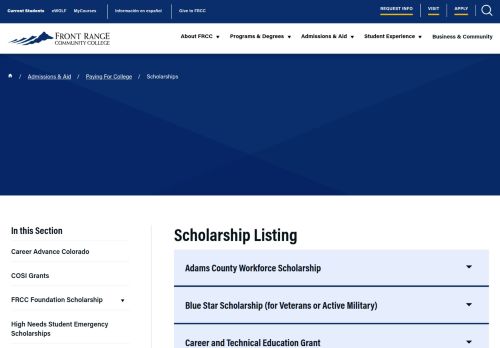 Current Students eWOLF MyCourses Información en español Give to FRCC REQUEST INFO VISIT APPLY
FRONT RANGE
COMMUNITY COLLEGE
About FRCC Programs & Degrees Admissions & Aid Student Experience Business & Community
/ Admissions & Aid / Paying For College / Scholarships
In this Section
Career Advance Colorado
COSI Grants
FRCC Foundation Scholarship
High Needs Student Emergency
Scholarships
Scholarship Listing
Adams County Workforce Scholarship
Blue Star Scholarship (for Veterans or Active Military)
Career and Technical Education Grant